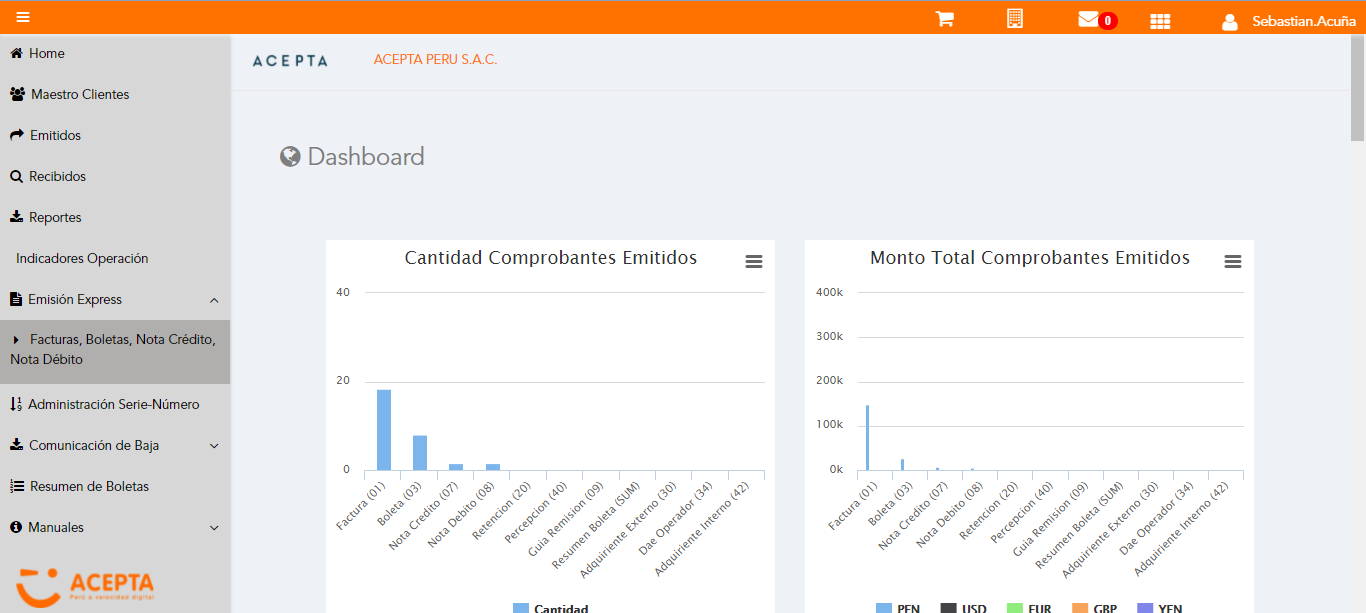 0
Sebastian.Acuña
Home
Maestro Clientes
Emitidos
Recibidos
Reportes
Indicadores Operación
Emisión Express
Facturas, Boletas, Nota Crédito,
Nota Débito
Administración Serie-Número
Comunicación de Baja
Resumen de Boletas
Manuales
ACEPTA
Perú a velocidad digital
ACEPTA
ACEPTA PERU S.A.C.
Dashboard
Cantidad Comprobantes Emitidos
40
20
0
Factura (01)
Boleta (03)
Nota Credito (07)
Nota Debito (08)
Retencion (20)
Percepcion (40)
Guia Remision (09)
Resumen Boleta (SUM)
Adquiriente Externo (30)
Dae Operador (34)
Adquiriente Interno (42)
Cantidad
Monto Total Comprobantes Emitidos
400k
300k
200k
100k
0k
Factura (01)
Boleta (03)
Nota Credito (07)
Nota Debito (08)
Retencion (20)
Percepcion (40)
Guia Remision (09)
Resumen Boleta (SUM)
Adquiriente Externo (30)
Dae Operador (34)
Adquiriente Interno (42)
PEN USD EUR GBP YEN